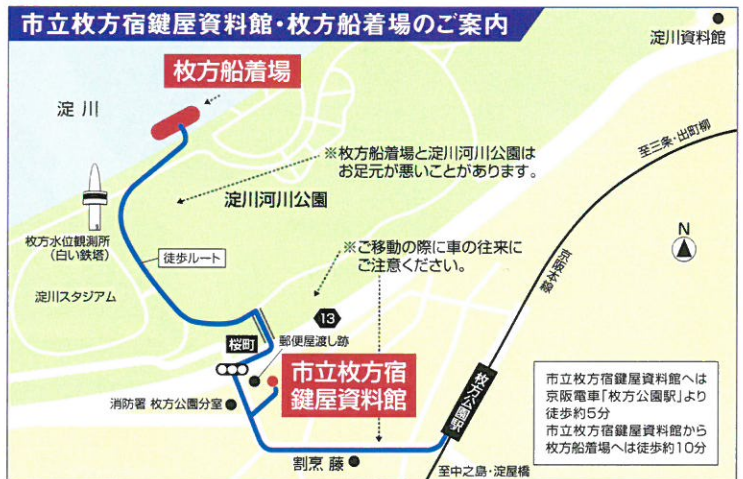 市立枚方宿鍵屋資料館・枚方船着場のご案内
淀川資料館
枚方船着場
淀川
至三条・出町柳
※枚方船着場と淀川河川公園は
お足元が悪いことがあります。
淀川河川公園
N
枚方水位観測所
(白い鉄塔)
徒歩ルート
※ご移動の際に車の往来に
ご注意ください。
京阪本線
淀川スタジアム
13
桜町
郵便屋渡し跡
市立枚方宿
鍵屋資料館
消防署 枚方公園分室
枚方公園駅
市立枚方宿鍵屋資料館へは
京阪電車「枚方公園駅」より
徒歩約5分
市立枚方宿鍵屋資料館から
枚方船着場へは徒歩約10分
割烹 藤
至中之島・淀屋橋